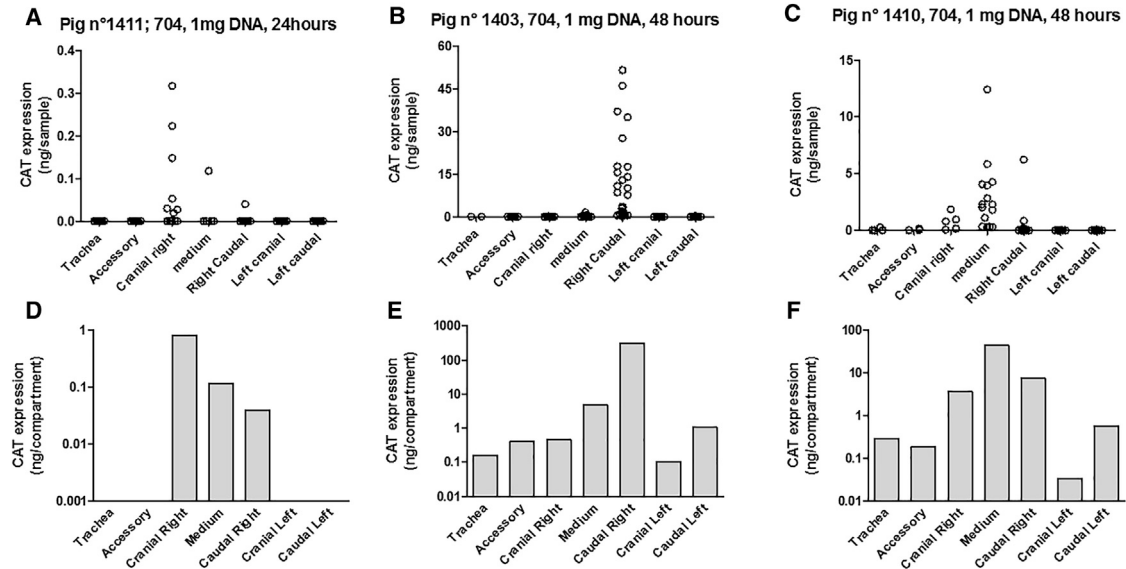 A
Pig n°1411; 704, 1mg DNA, 24hours
CAT expression
(ng/sample)
0.4
0.3
0.2
0.1
0.0
Trachea
Accessory
Cranial right
medium
Right Caudal
Left cranial
Left caudal
B
Pig n° 1403, 704, 1 mg DNA, 48 hours
CAT expression
(ng/sample)
60
45
30
15
0
Trachea
Accessory
Cranial right
medium
Right Caudal
Left cranial
Left caudal
C
Pig n° 1410, 704, 1 mg DNA, 48 hours
CAT expression
(ng/sample)
15
10
5
0
Trachea
Accessory
Cranial right
medium
Right Caudal
Left cranial
Left caudal
D
CAT expression
(ng/compartment)
1
0.1
0.01
0.001
Trachea
Accessory
Cranial Right
Medium
Caudal Right
Cranial Left
Caudal Left
E
CAT expression
(ng/compartment)
1000
100
10
1
0.1
0.01
Trachea
Accessory
Cranial Right
Medium
Caudal Right
Cranial Left
Caudal Left
F
CAT expression
(ng/compartment)
100
10
1
0.1
0.01
Trachea
Accessory
Cranial Right
Medium
Caudal Right
Cranial Left
Caudal Left